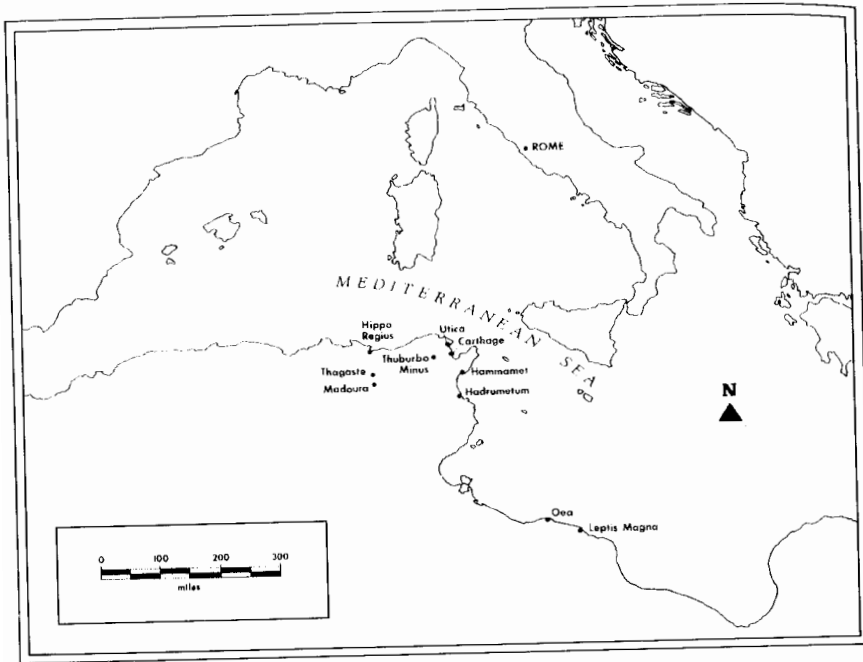 ROME
MEDITERRANEAN SEA
Hippo
Regius
Utica
Carthage
Thuburbo
Minus
Thagaste
Madoura
Hammamet
Hadrumetum
N
Oea
Leptis Magna
0 100 200 300
miles